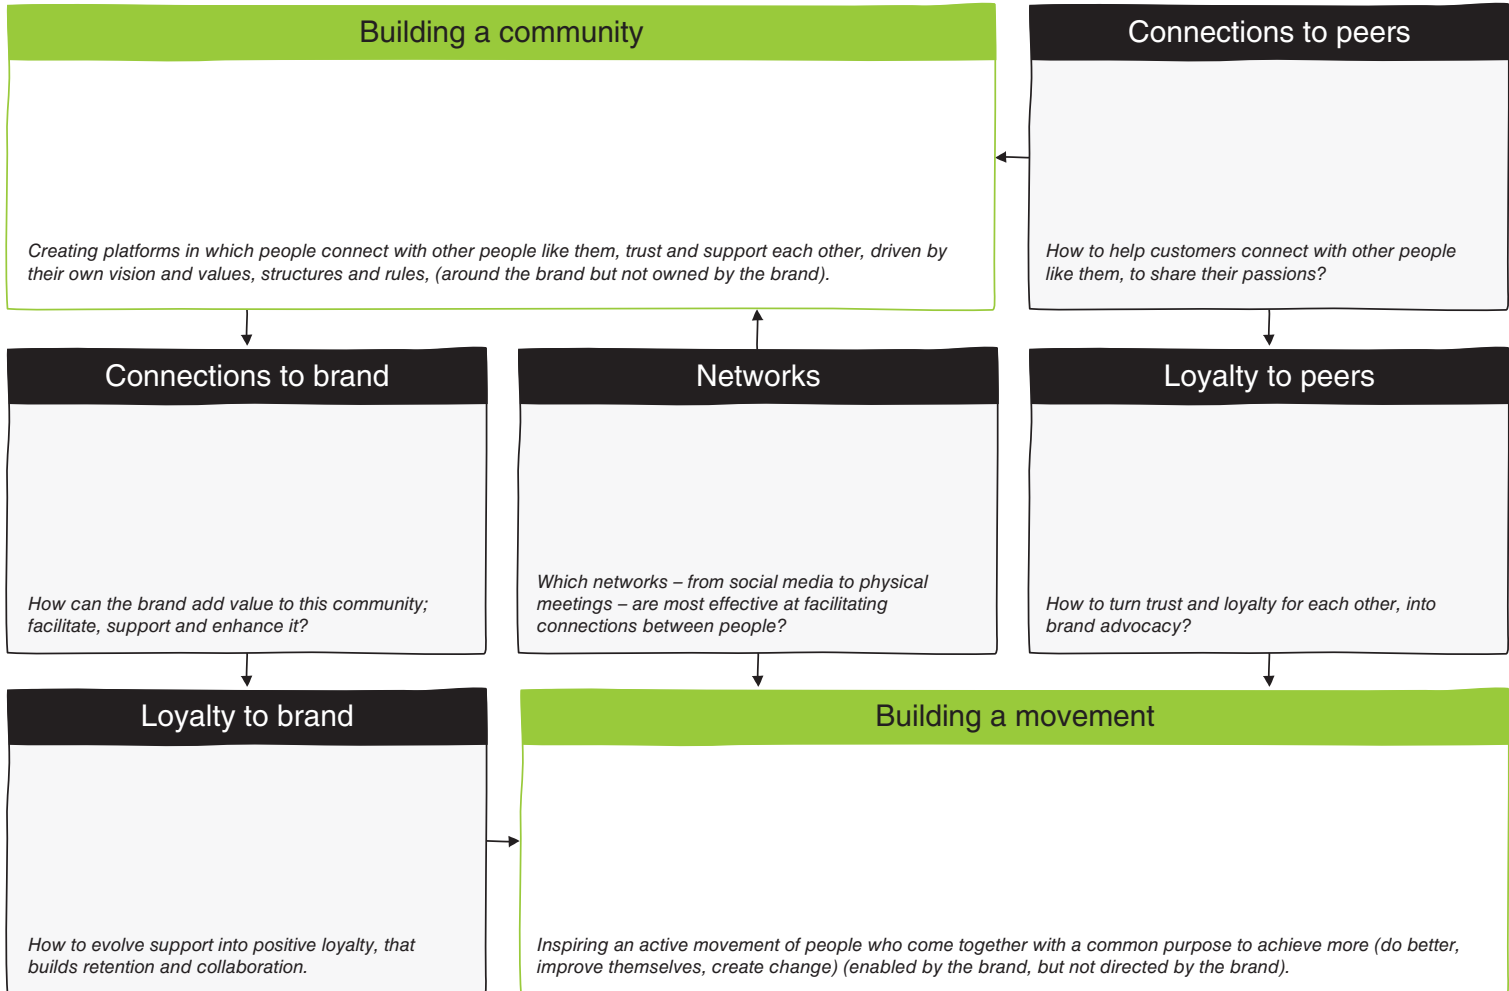 Building a community
Creating platforms in which people connect with other people like them, trust and support each other, driven by
their own vision and values, structures and rules, (around the brand but not owned by the brand).
Connections to peers
How to help customers connect with other people
like them, to share their passions?
Connections to brand
How can the brand add value to this community;
facilitate, support and enhance it?
Networks
Which networks – from social media to physical
meetings – are most effective at facilitating
connections between people?
Loyalty to peers
How to turn trust and loyalty for each other, into
brand advocacy?
Loyalty to brand
How to evolve support into positive loyalty, that
builds retention and collaboration.
Building a movement
Inspiring an active movement of people who come together with a common purpose to achieve more (do better,
improve themselves, create change) (enabled by the brand, but not directed by the brand).